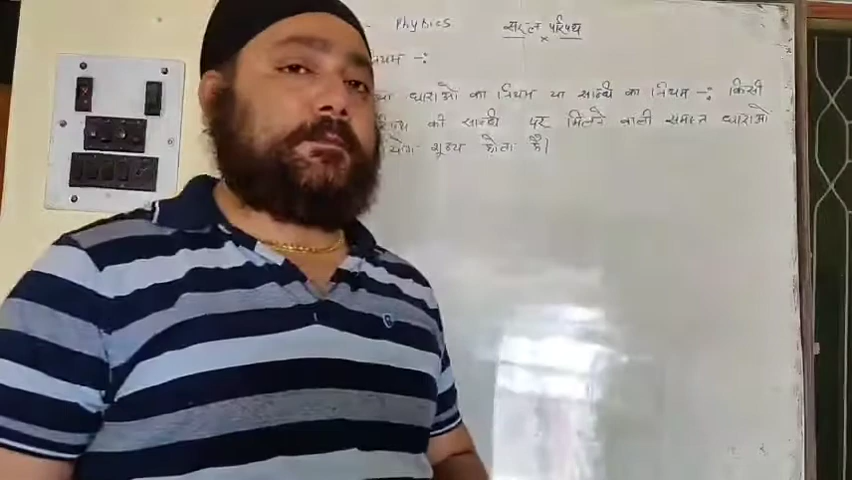 Physics सरल परिपथ
नियम -:
धाराओ का नियम या सान्धि का नियम -: किसी
की सान्धि पर मिलने वाली समस्त धाराओ
योग शून्य होता है।